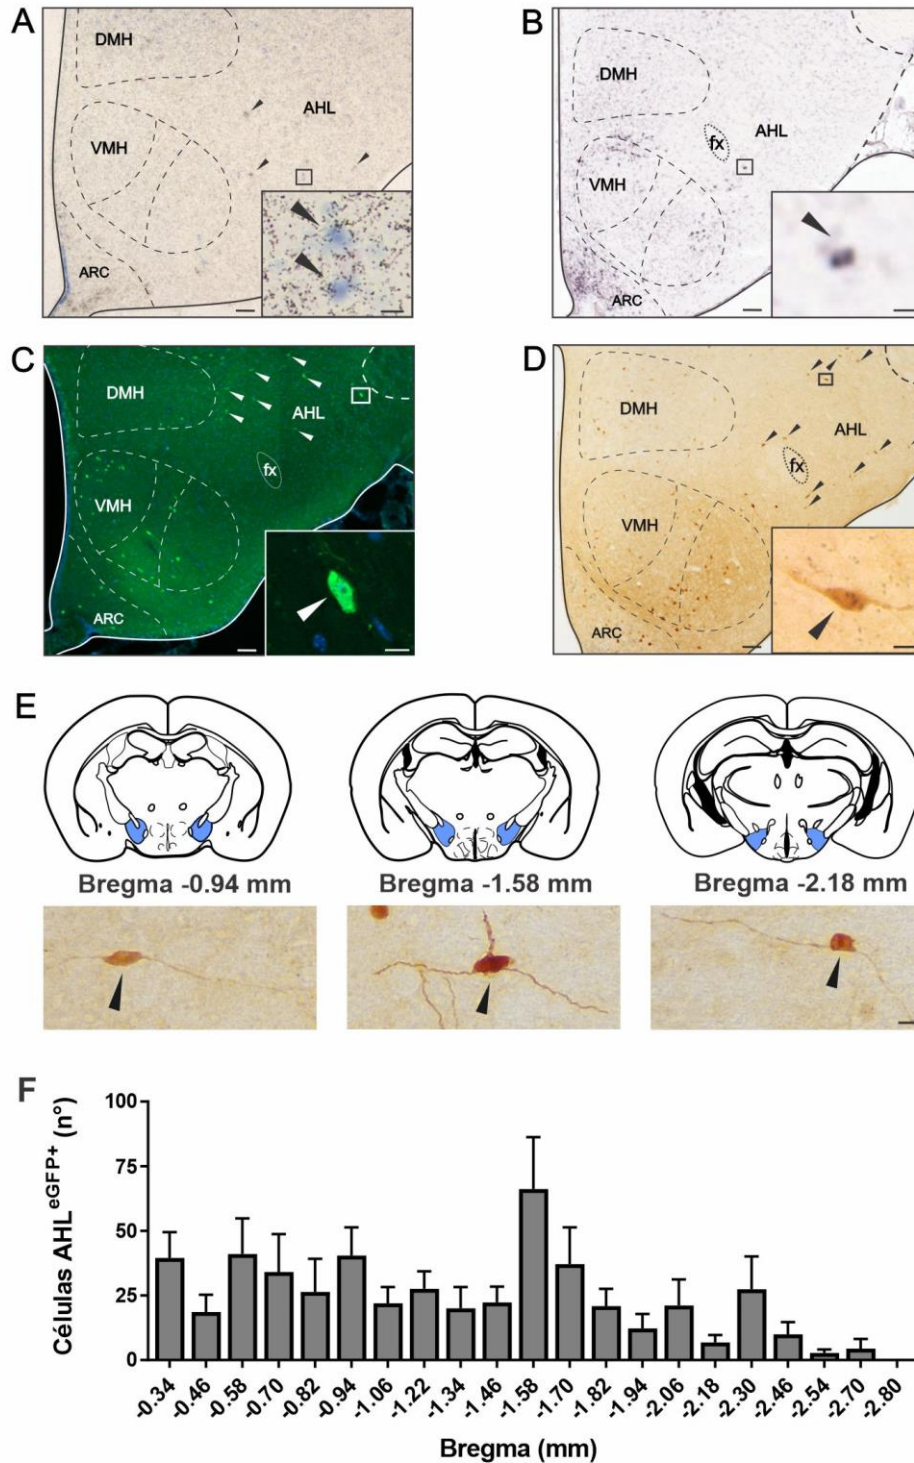 A
DMH
AHL
VMH
ARC
B
DMH
fx
AHL
VMH
ARC
C
DMH
AHL
fx
VMH
ARC
D
DMH
AHL
fx
VMH
ARC
E
Bregma -0.94 mm
Bregma -1.58 mm
Bregma -2.18 mm
F
Células AHL^eGFP+ (n°)
100
75
50
25
0
-0.34
-0.46
-0.58
-0.70
-0.82
-0.94
-1.06
-1.22
-1.34
-1.46
-1.58
-1.70
-1.82
-1.94
-2.06
-2.18
-2.30
-2.46
-2.54
-2.70
-2.80
Bregma (mm)